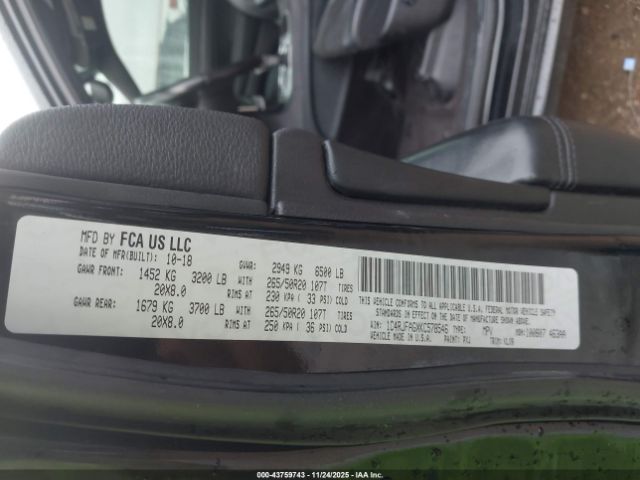 MFD BY FCA US LLC
DATE OF MFR(BUILT): 10-18
GVWR: 2949 KG 6500 LB
GAWR FRONT: 1452 KG 3200 LB WITH 265/50R20 107T TIRES
20X8.0 RIMS AT 230 KPA ( 33 PSI) COLD
GAWR REAR: 1679 KG 3700 LB WITH 265/50R20 107T TIRES
20X8.0 RIMS AT 250 KPA ( 36 PSI) COLD
THIS VEHICLE CONFORMS TO ALL APPLICABLE U.S.A. FEDERAL MOTOR VEHICLE SAFETY
STANDARDS IN EFFECT ON THE DATE OF MANUFACTURE SHOWN ABOVE.
VIN: TYPE: MPV
VEHICLE MADE IN U.S.A. PAINT: PXJ TRIM:
000-43759743 11/24/2025 IAA Inc.